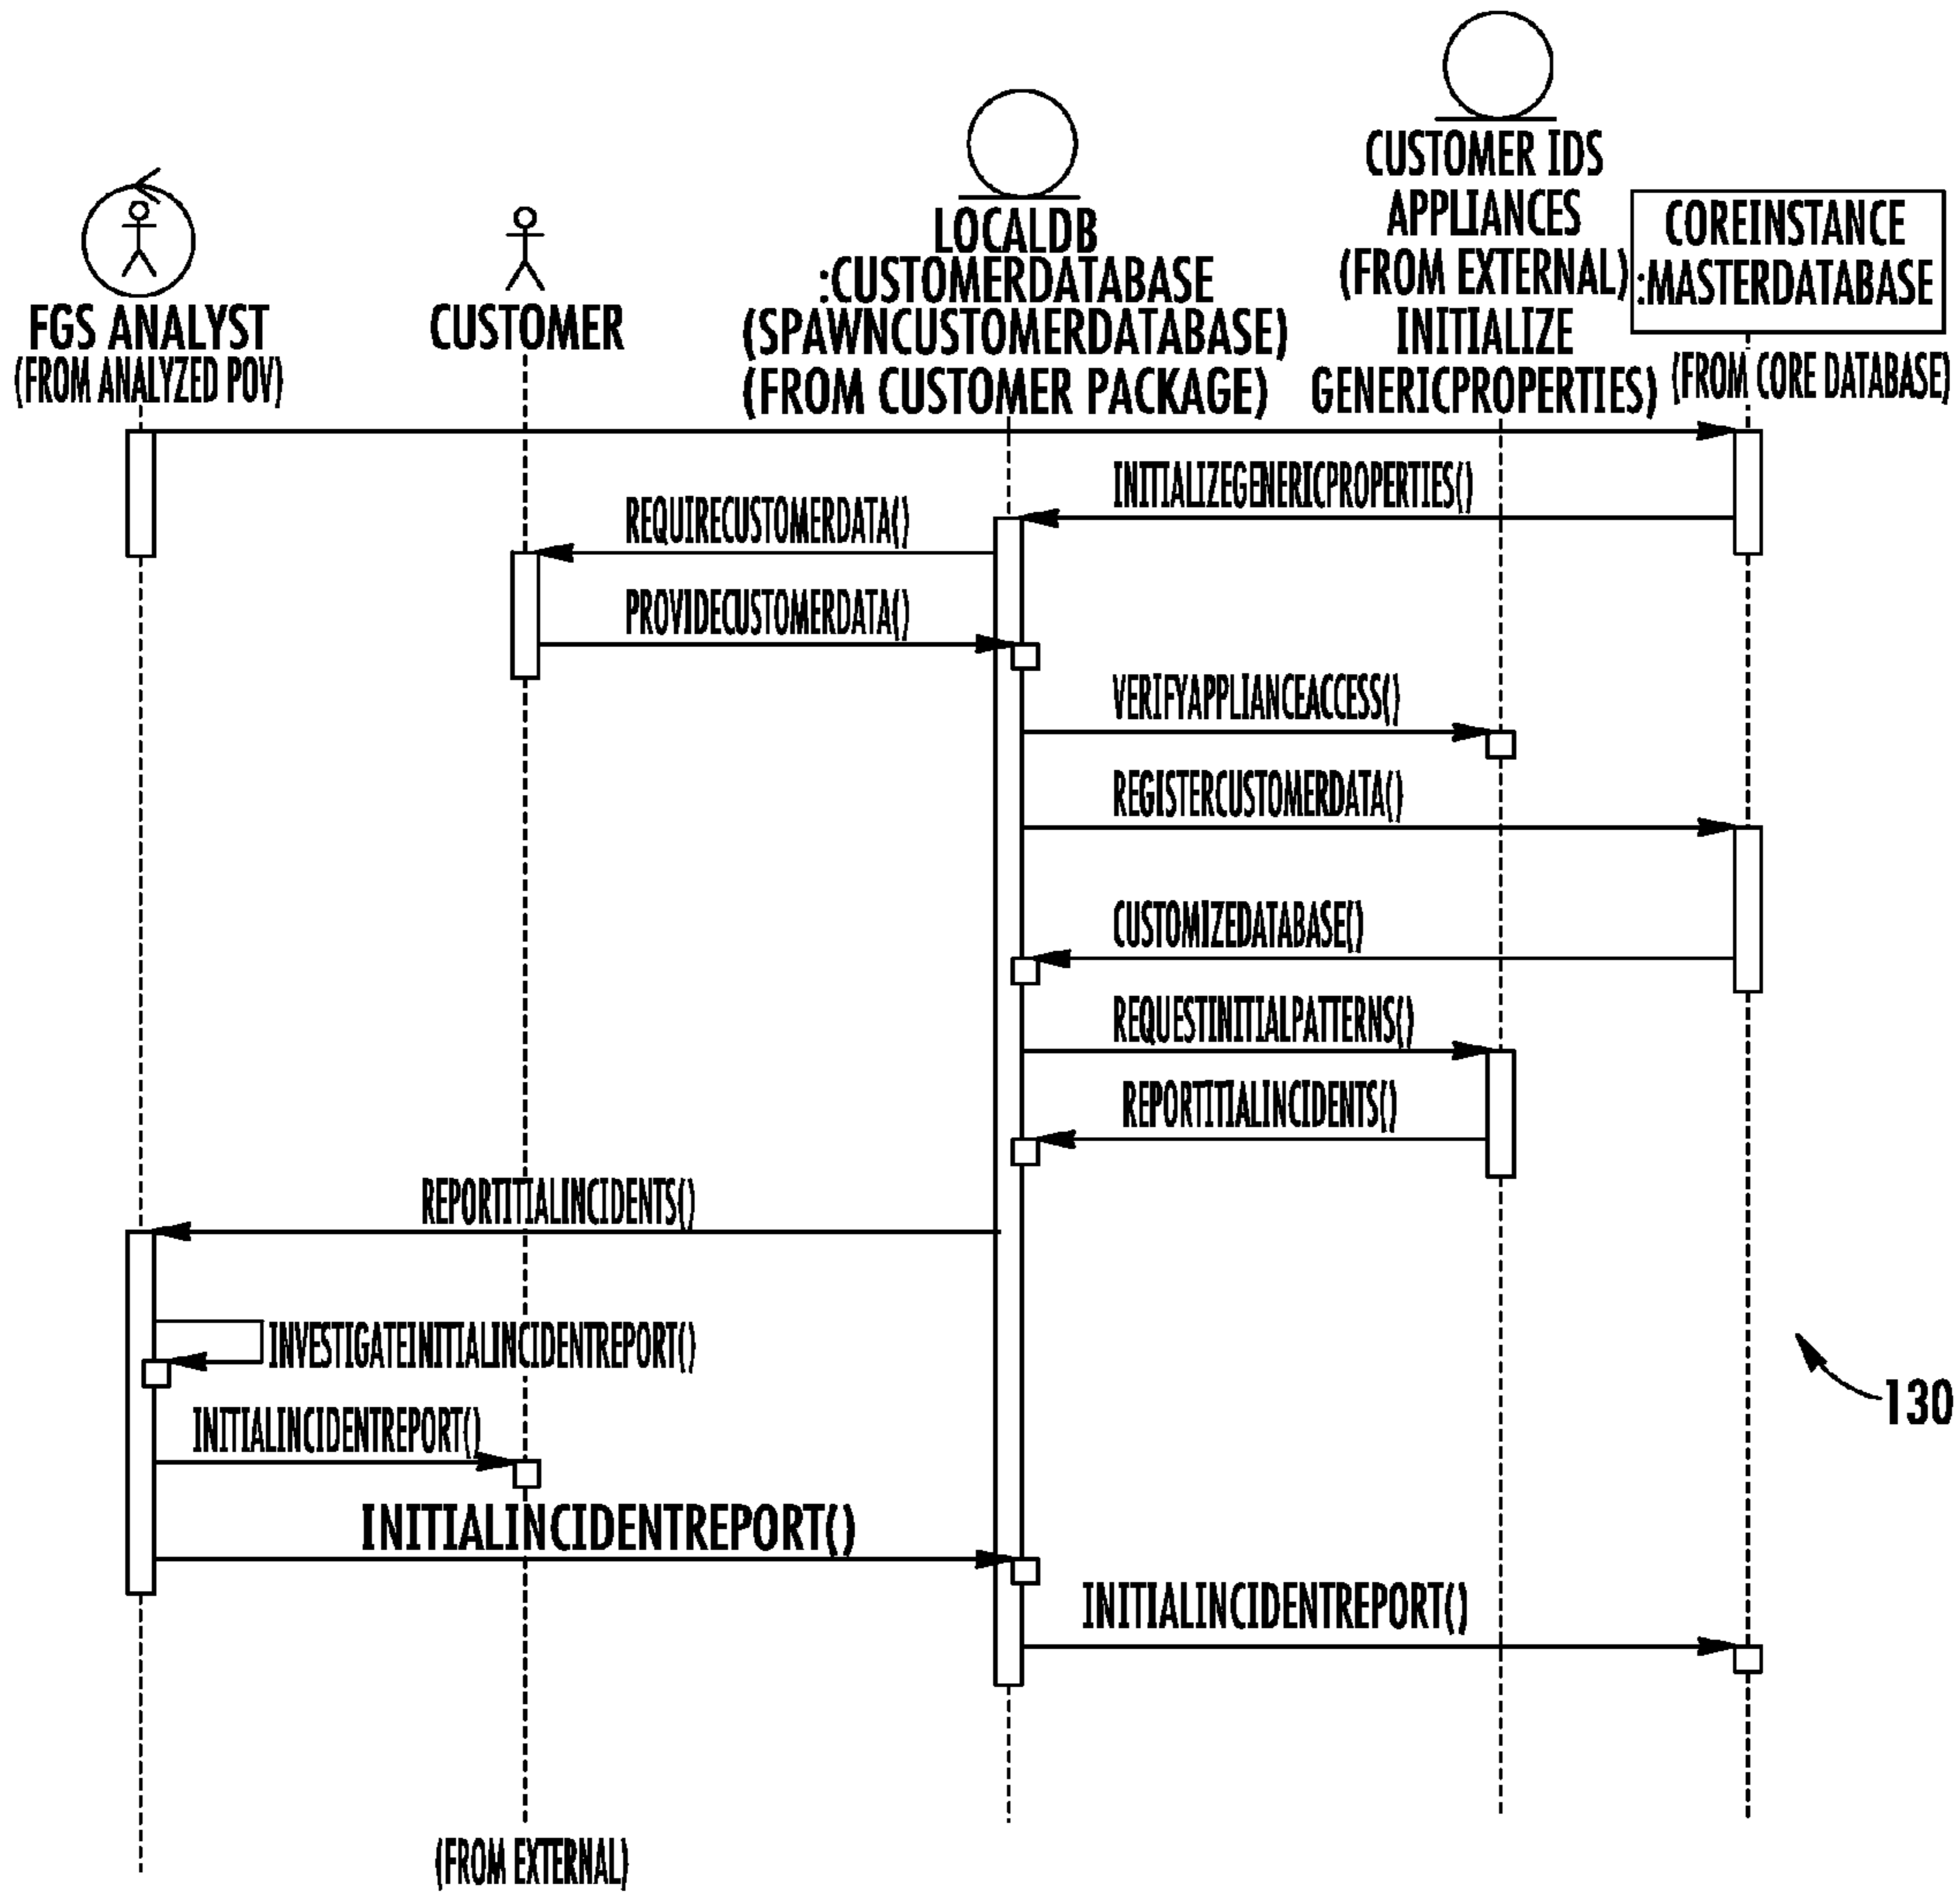 FGS ANALYST
(FROM ANALYZED POV)
CUSTOMER
LOCALDB
:CUSTOMERDATABASE
(SPAWNCUSTOMERDATABASE)
(FROM CUSTOMER PACKAGE)
CUSTOMER IDS
APPLIANCES
(FROM EXTERNAL)
INITIALIZE
GENERICPROPERTIES)
COREINSTANCE
:MASTERDATABASE
(FROM CORE DATABASE)
INITIALIZEGENERICPROPERTIES()
REQUIRECUSTOMERDATA()
PROVIDECUSTOMERDATA()
VERIFYAPPLIANCEACCESS()
REGISTERCUSTOMERDATA()
CUSTOMIZEDATABASE()
REQUESTINITIALPATTERNS()
REPORTITIALINCIDENTS()
REPORTITIALINCIDENTS()
INVESTIGATEINITIALINCIDENTREPORT()
130
INITIALINCIDENTREPORT()
INITIALINCIDENTREPORT()
INITIALINCIDENTREPORT()
(FROM EXTERNAL)